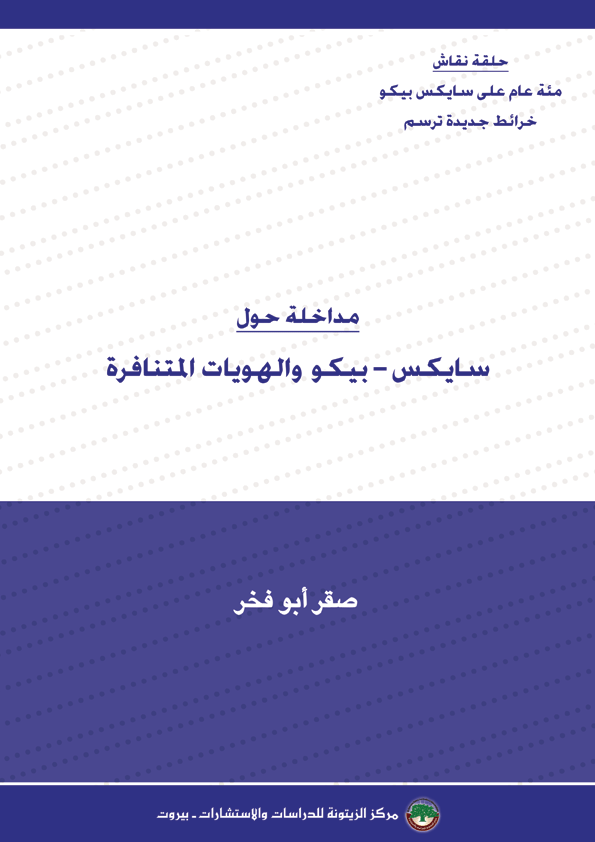 حلقة نقاش
مئة عام على سايكس بيكو
خرائط جديدة ترسم
مداخلة حول
سايكس – بيكو والهويات المتنافرة
صقر أبو فخر
مركز الزيتونة للدراسات والاستشارات - بيروت